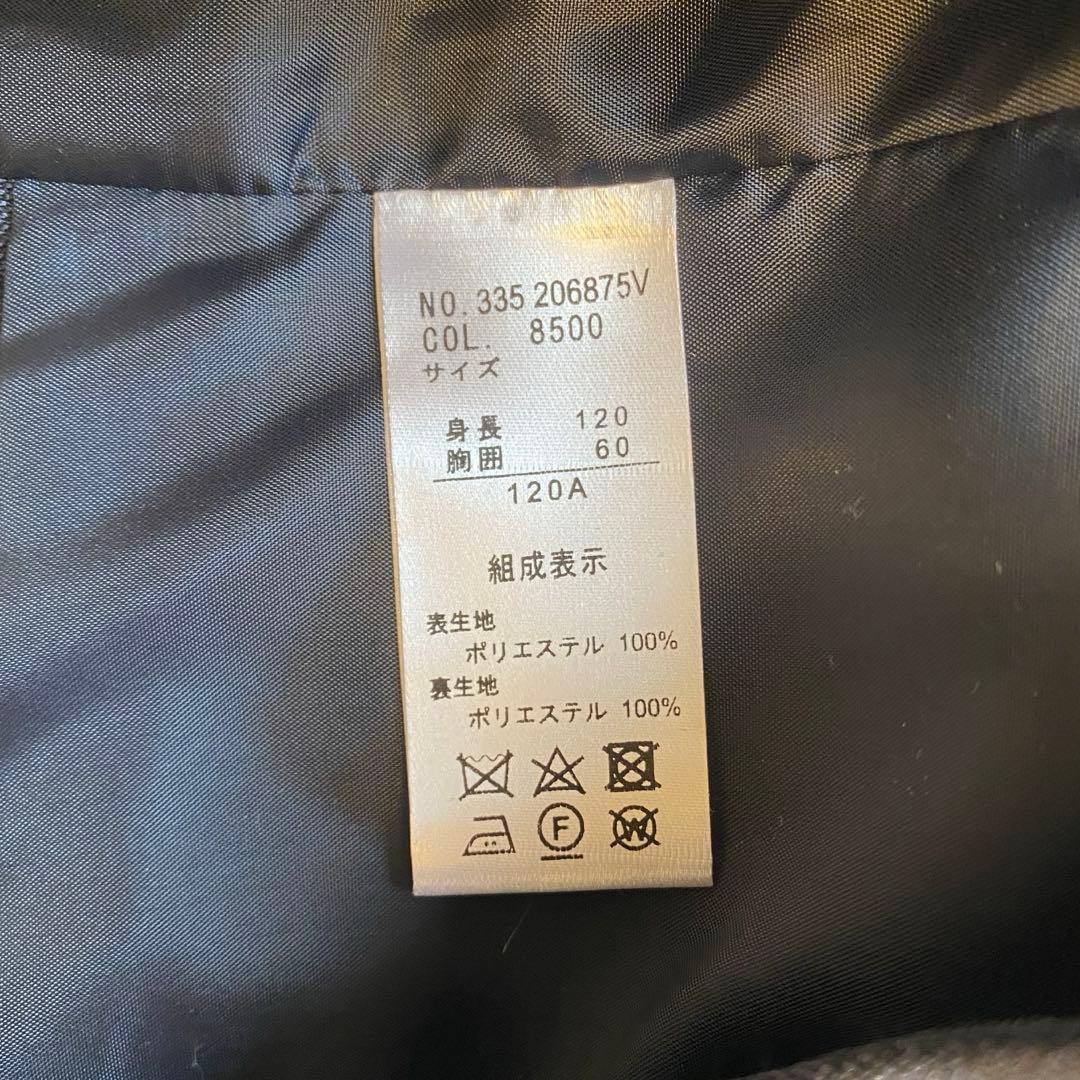 NO.335 206875V
COL. 8500
サイズ
身長 120
胸囲 60
120A
組成表示
表生地
ポリエステル 100%
裏生地
ポリエステル 100%
F
W